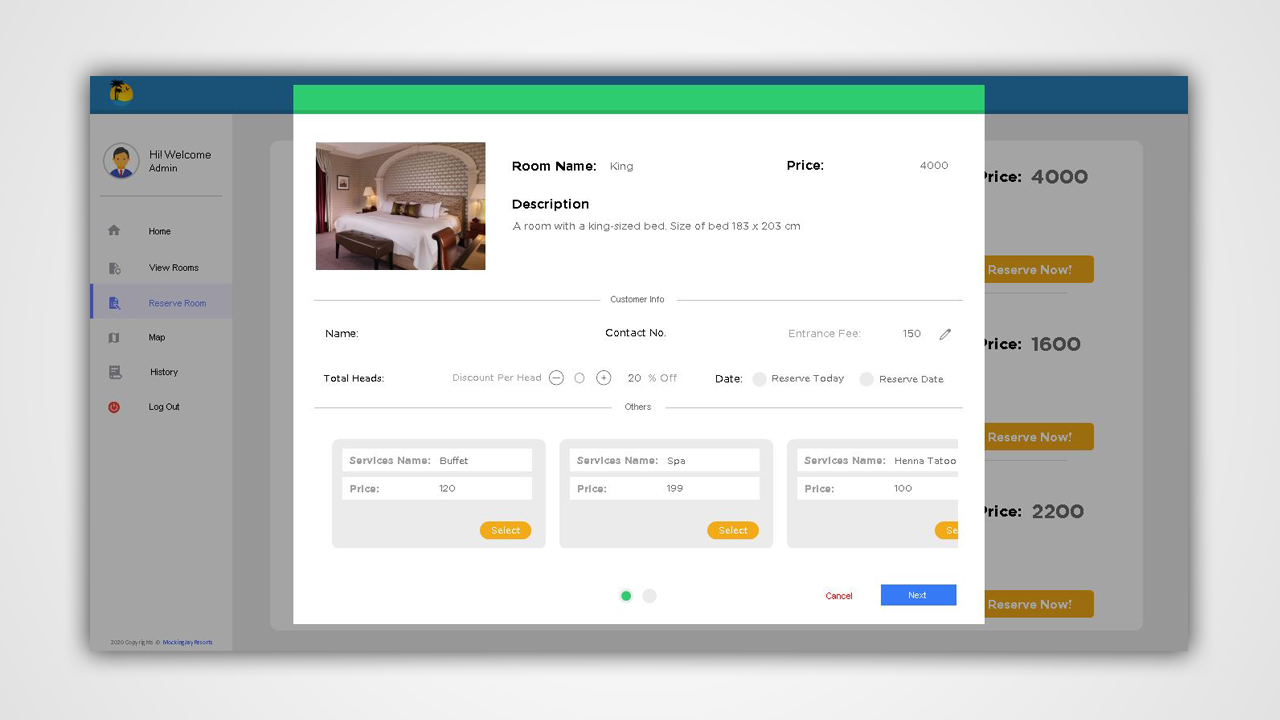 Hi! Welcome
Admin
Home
View Rooms
Reserve Room
Map
History
Log Out
2020 Copyrights © MockingJayResorts
Room Name: King
Price: 4000
Description
A room with a king-sized bed. Size of bed 183 x 203 cm
Customer Info
Name:
Contact No.
Entrance Fee: 150
Total Heads:
Discount Per Head 20 % Off
Date: Reserve Today Reserve Date
Others
Services Name: Buffet
Price: 120
Select
Services Name: Spa
Price: 199
Select
Services Name: Henna Tatoo
Price: 100
Se
Cancel
Next
Price: 4000
Reserve Now!
Price: 1600
Reserve Now!
Price: 2200
Reserve Now!